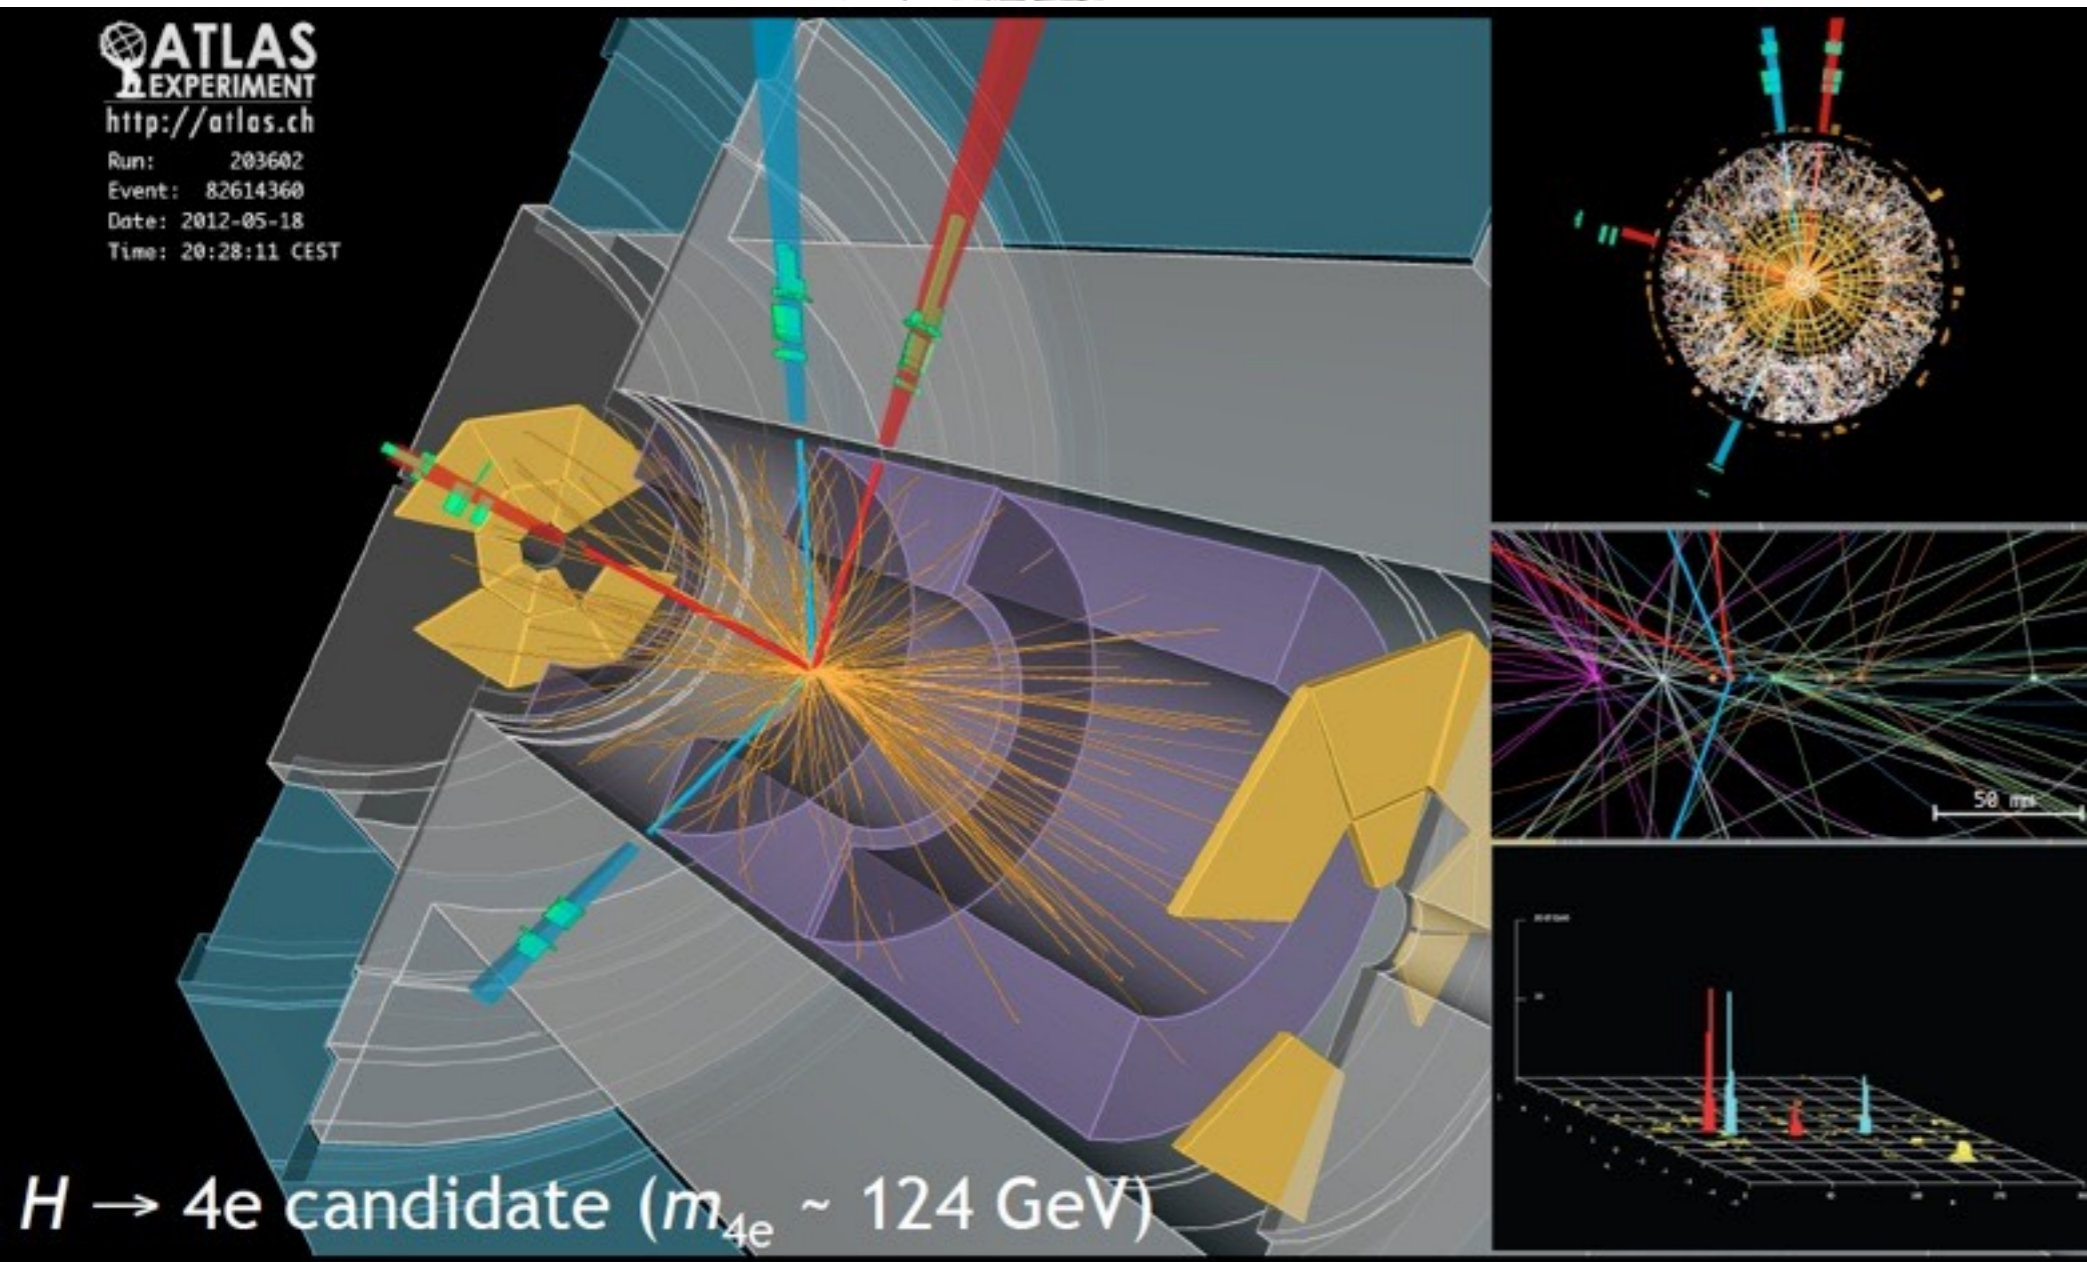 ATLAS
EXPERIMENT
http://atlas.ch
Run: 203602
Event: 82614360
Date: 2012-05-18
Time: 20:28:11 CEST
50 mm
H → 4e candidate (m4e ~ 124 GeV)